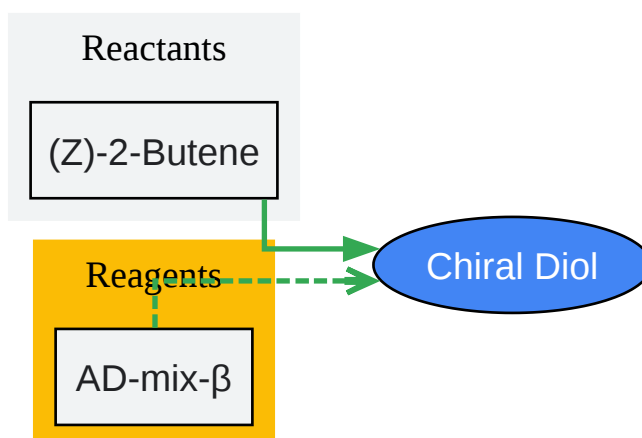 Reactants
(Z)-2-Butene
Reagents
AD-mix-β
Chiral Diol